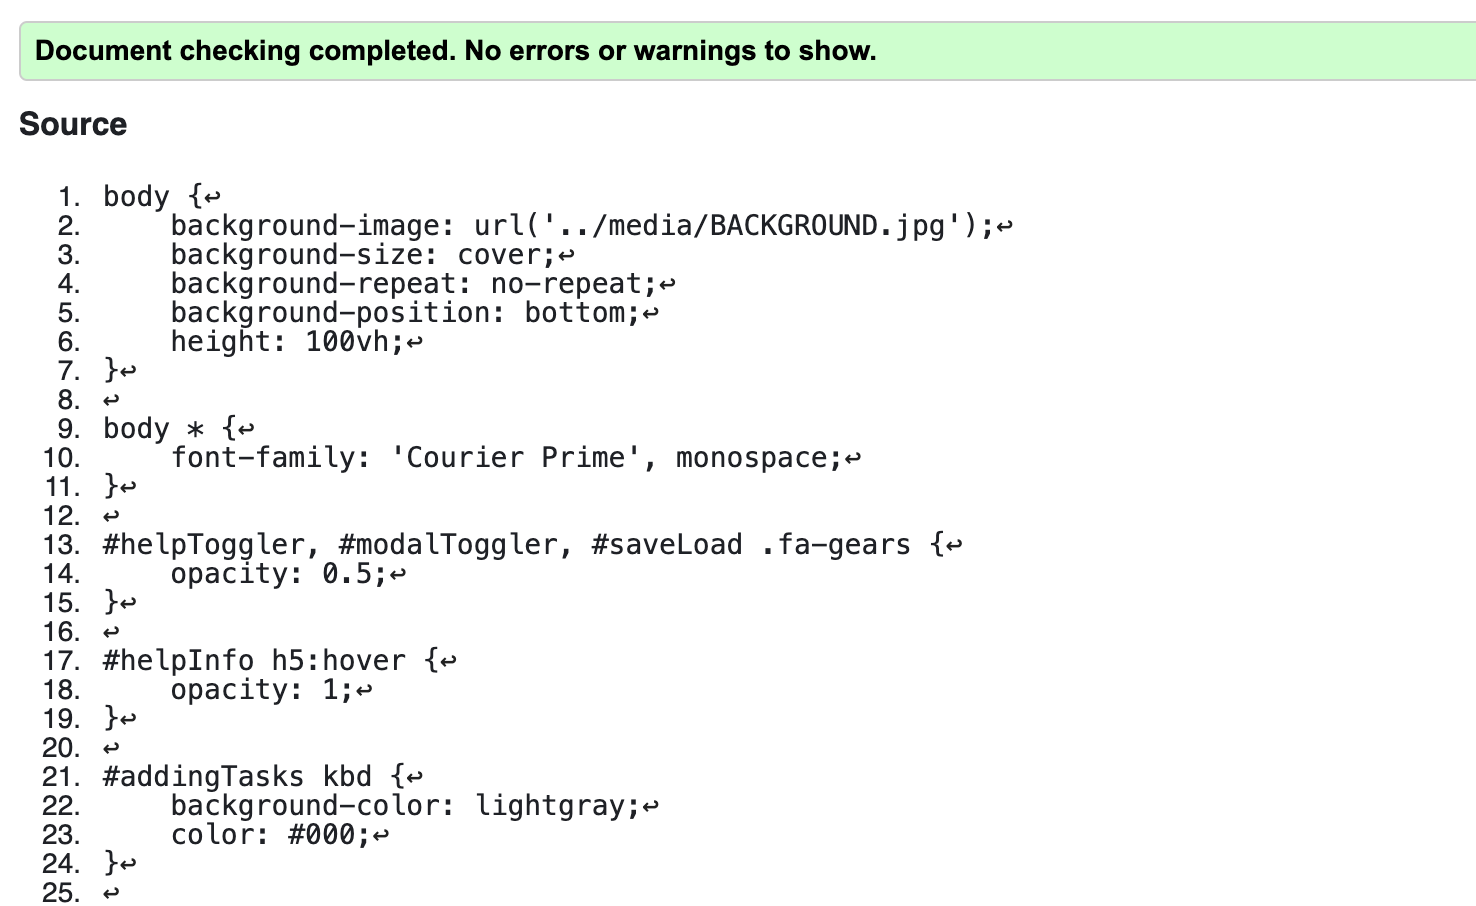 Document checking completed. No errors or warnings to show.
Source
1. body {↩
2.     background-image: url('../media/BACKGROUND.jpg');↩
3.     background-size: cover;↩
4.     background-repeat: no-repeat;↩
5.     background-position: bottom;↩
6.     height: 100vh;↩
7. }↩
8. ↩
9. body * {↩
10.     font-family: 'Courier Prime', monospace;↩
11. }↩
12. ↩
13. #helpToggler, #modalToggler, #saveLoad .fa-gears {↩
14.     opacity: 0.5;↩
15. }↩
16. ↩
17. #helpInfo h5:hover {↩
18.     opacity: 1;↩
19. }↩
20. ↩
21. #addingTasks kbd {↩
22.     background-color: lightgray;↩
23.     color: #000;↩
24. }↩
25. ↩